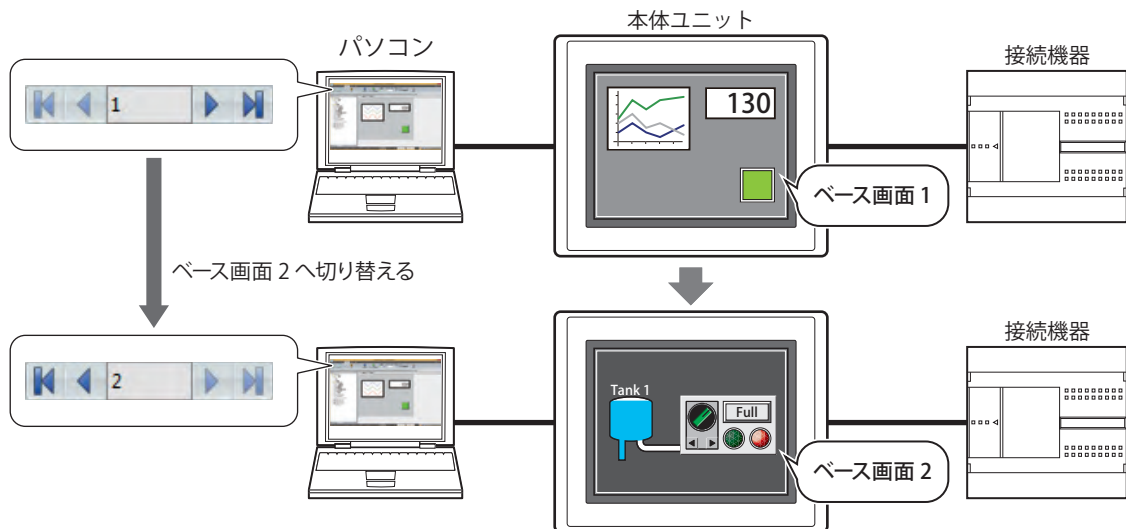 本体ユニット
パソコン
接続機器
1
130
ベース画面 1
ベース画面 2 へ切り替える
接続機器
2
Tank 1
Full
ベース画面 2